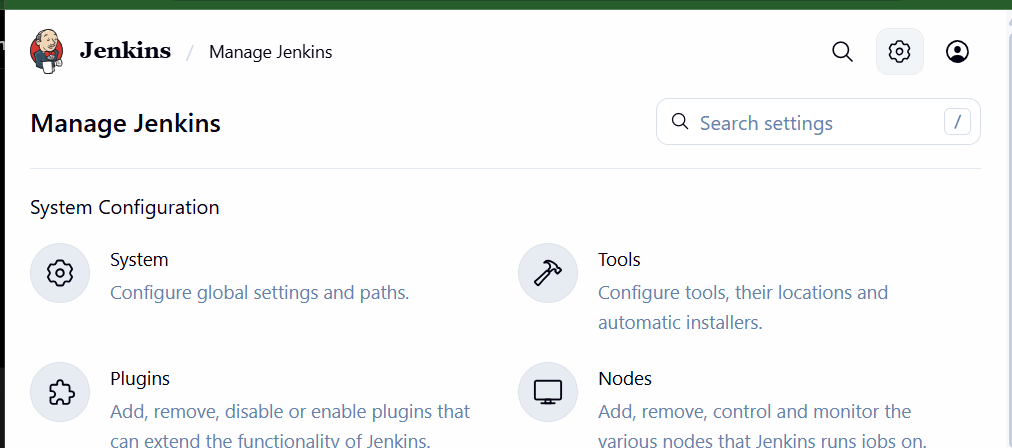 Jenkins / Manage Jenkins
Manage Jenkins
Search settings /
System Configuration
System
Configure global settings and paths.
Tools
Configure tools, their locations and
automatic installers.
Plugins
Add, remove, disable or enable plugins that
can extend the functionality of Jenkins.
Nodes
Add, remove, control and monitor the
various nodes that Jenkins runs jobs on.